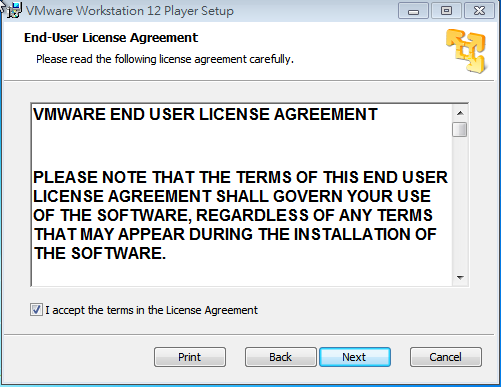 VMware Workstation 12 Player Setup
End-User License Agreement
Please read the following license agreement carefully.
VMWARE END USER LICENSE AGREEMENT
PLEASE NOTE THAT THE TERMS OF THIS END USER
LICENSE AGREEMENT SHALL GOVERN YOUR USE
OF THE SOFTWARE, REGARDLESS OF ANY TERMS
THAT MAY APPEAR DURING THE INSTALLATION OF
THE SOFTWARE.
I accept the terms in the License Agreement
Print Back Next Cancel